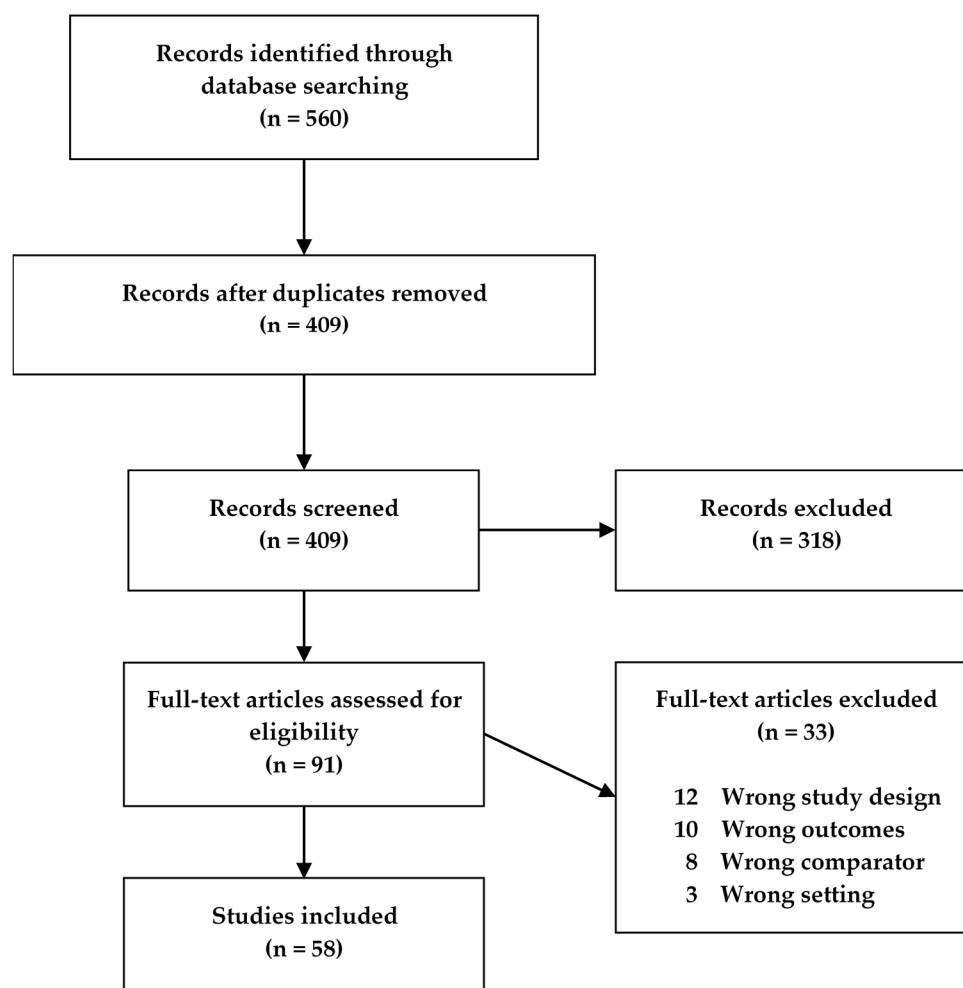 Records identified through
database searching
(n = 560)
Records after duplicates removed
(n = 409)
Records screened
(n = 409)
Records excluded
(n = 318)
Full-text articles assessed for
eligibility
(n = 91)
Full-text articles excluded
(n = 33)
12 Wrong study design
10 Wrong outcomes
8 Wrong comparator
3 Wrong setting
Studies included
(n = 58)